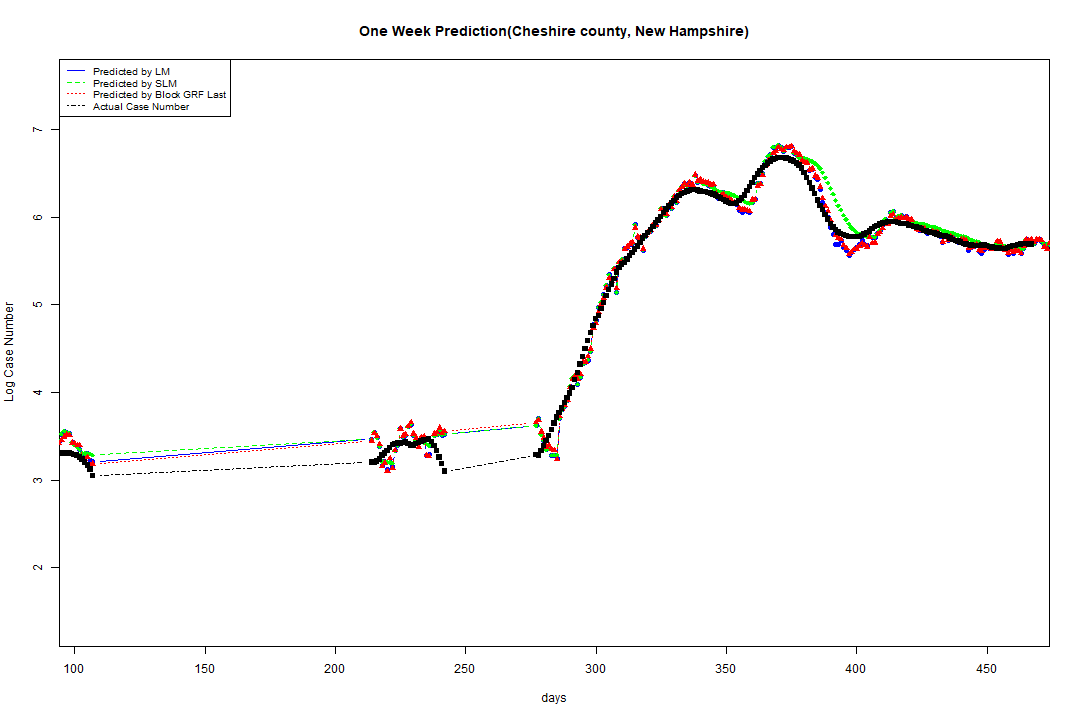 One Week Prediction(Cheshire county, New Hampshire)
Predicted by LM
Predicted by SLM
Predicted by Block GRF Last
Actual Case Number
Log Case Number
7
6
5
4
3
2
100 150 200 250 300 350 400 450
days